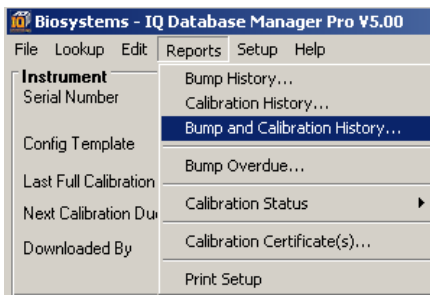 Biosystems - IQ Database Manager Pro V5.00
File Lookup Edit Reports Setup Help
Instrument
Serial Number
Config Template
Last Full Calibration
Next Calibration Du
Downloaded By
Bump History...
Calibration History...
Bump and Calibration History...
Bump Overdue...
Calibration Status
Calibration Certificate(s)...
Print Setup